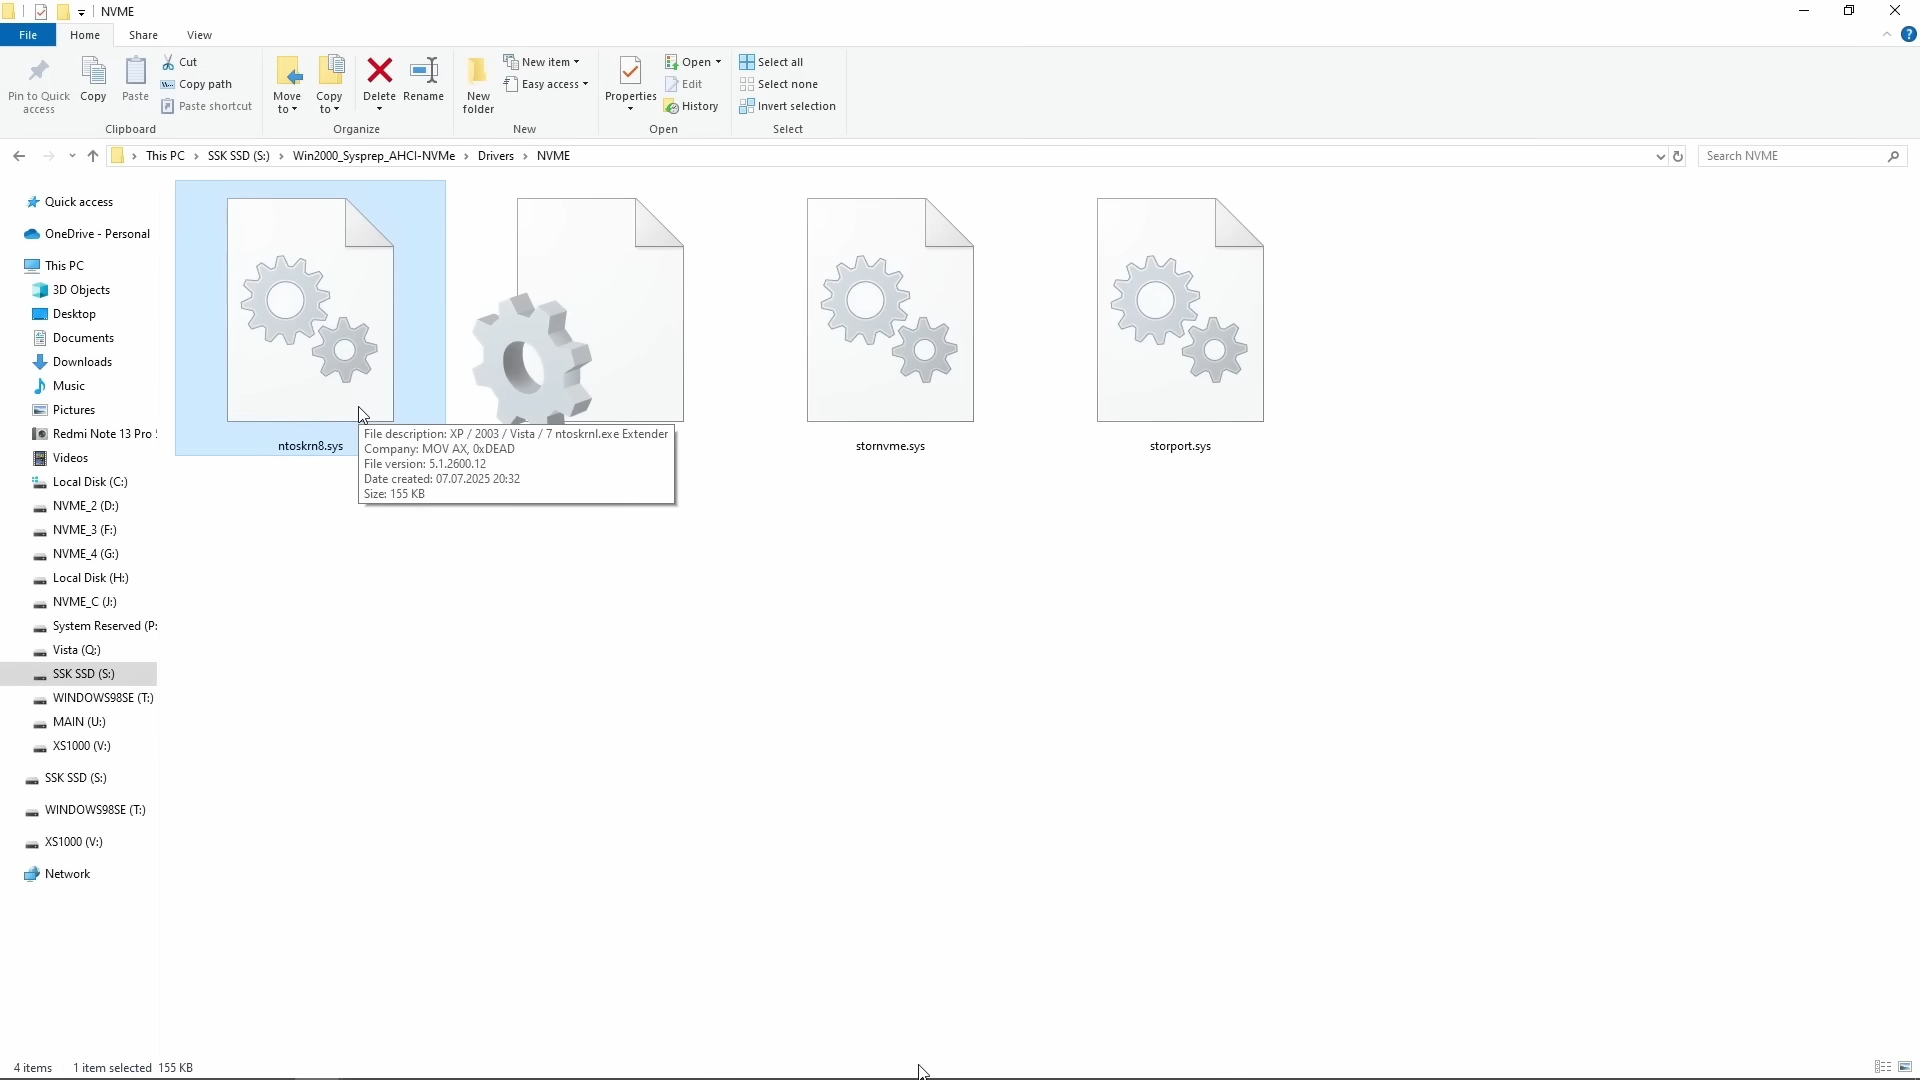 NVME
File
Home
Share
View
Pin to Quick
access
Copy
Paste
Cut
Copy path
Paste shortcut
Clipboard
Move
to
Copy
to
Delete
Rename
Organize
New
folder
New item
Easy access
New
Properties
Open
Edit
History
Open
Select all
Select none
Invert selection
Select
This PC
SSK SSD (S:)
Win2000_Sysprep_AHCI-NVMe
Drivers
NVME
Search NVME
Quick access
OneDrive - Personal
This PC
3D Objects
Desktop
Documents
Downloads
Music
Pictures
Redmi Note 13 Pro
Videos
Local Disk (C:)
NVME_2 (D:)
NVME_3 (F:)
NVME_4 (G:)
Local Disk (H:)
NVME_C (J:)
System Reserved (P:
Vista (Q:)
SSK SSD (S:)
WINDOWS98SE (T:)
MAIN (U:)
XS1000 (V:)
SSK SSD (S:)
WINDOWS98SE (T:)
XS1000 (V:)
Network
ntoskrn8.sys
stornvme.sys
storport.sys
File description: XP / 2003 / Vista / 7 ntoskrnl.exe Extender
Company: MOV AX, 0xDEAD
File version: 5.1.2600.12
Date created: 07.07.2025 20:32
Size: 155 KB
4 items
1 item selected 155 KB